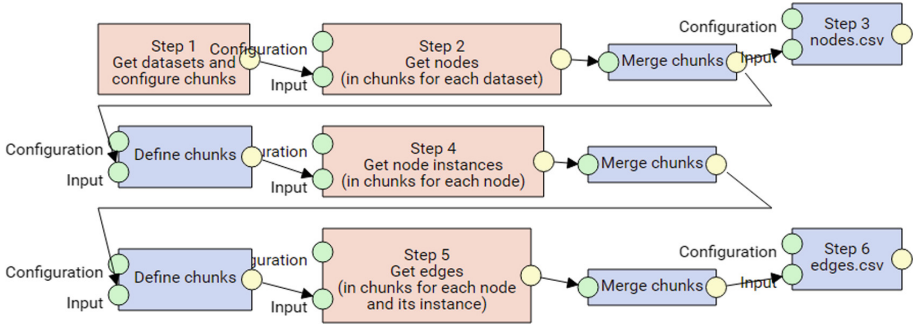 Step 1
Get datasets and
configure chunks
Configuration
Input
Step 2
Get nodes
(in chunks for each dataset)
Merge chunks
Configuration
Input
Step 3
nodes.csv
Configuration
Input
Define chunks
uration
Input
Step 4
Get node instances
(in chunks for each node)
Merge chunks
Configuration
Input
Define chunks
guration
Input
Step 5
Get edges
(in chunks for each node
and its instance)
Merge chunks
Configuration
Input
Step 6
edges.csv